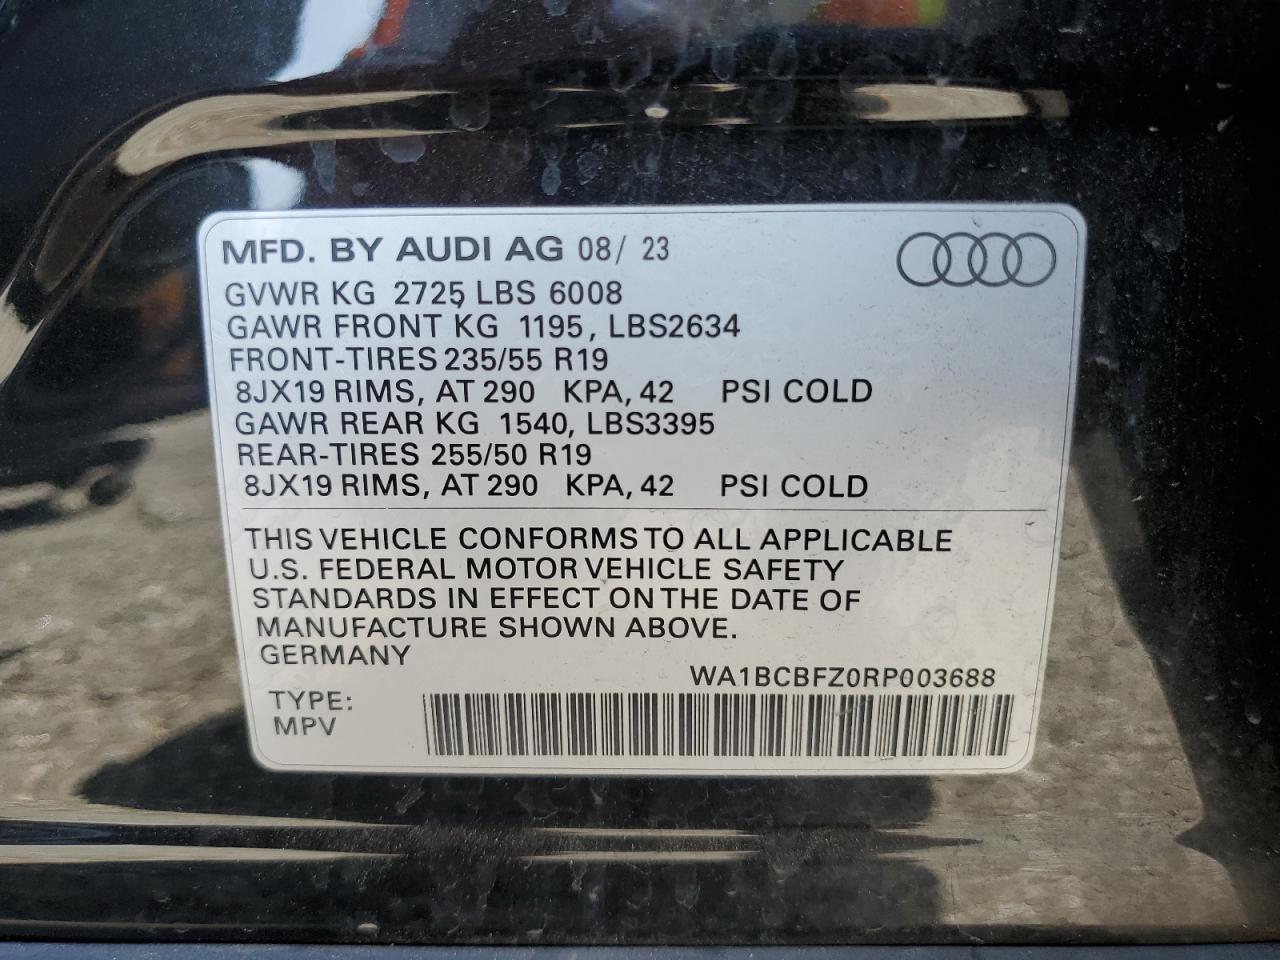 MFD. BY AUDI AG 08/ 23
GVWR KG 2725 LBS 6008
GAWR FRONT KG 1195, LBS2634
FRONT-TIRES 235/55 R19
8JX19 RIMS, AT 290 KPA, 42 PSI COLD
GAWR REAR KG 1540, LBS3395
REAR-TIRES 255/50 R19
8JX19 RIMS, AT 290 KPA, 42 PSI COLD
THIS VEHICLE CONFORMS TO ALL APPLICABLE
U.S. FEDERAL MOTOR VEHICLE SAFETY
STANDARDS IN EFFECT ON THE DATE OF
MANUFACTURE SHOWN ABOVE.
GERMANY
WA1BCBFZ0RP003688
TYPE:
MPV